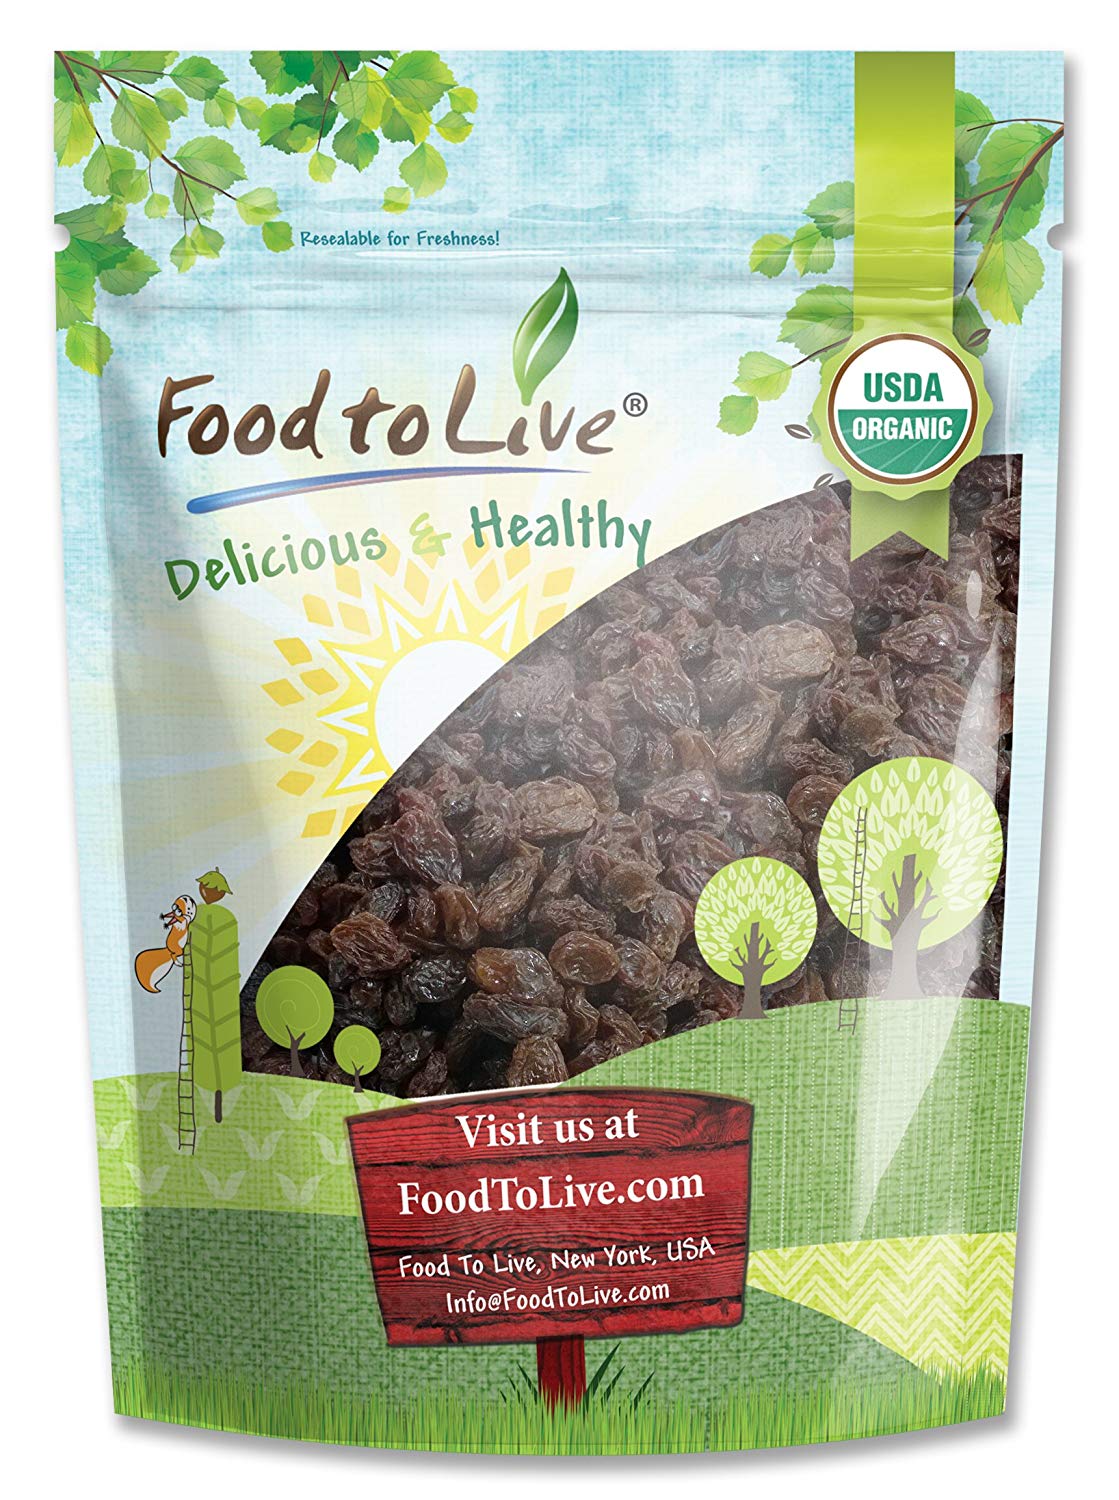 Resealable for Freshness!
Food to Live®
Delicious & Healthy
USDA
ORGANIC
Visit us at
FoodToLive.com
Food To Live, New York, USA
Info@FoodToLive.com